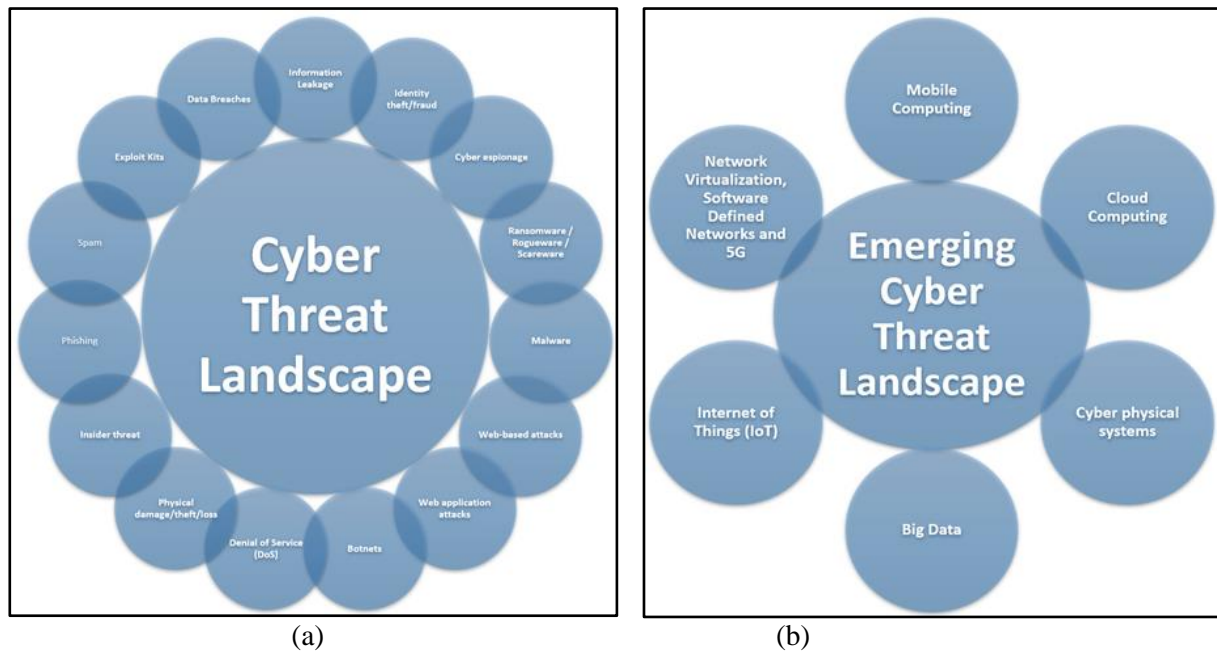 Cyber
Threat
Landscape
Information
Leakage
Identity
theft/fraud
Cyber espionage
Ransomware /
Rogueware /
Scareware
Malware
Web-based attacks
Web application
attacks
Botnets
Denial of Service
(DoS)
Physical
damage/theft/loss
Insider threat
Phishing
Spam
Exploit Kits
Data Breaches
(a)
Emerging
Cyber
Threat
Landscape
Mobile
Computing
Cloud
Computing
Cyber physical
systems
Big Data
Internet of
Things (IoT)
Network
Virtualization,
Software
Defined
Networks and
5G
(b)